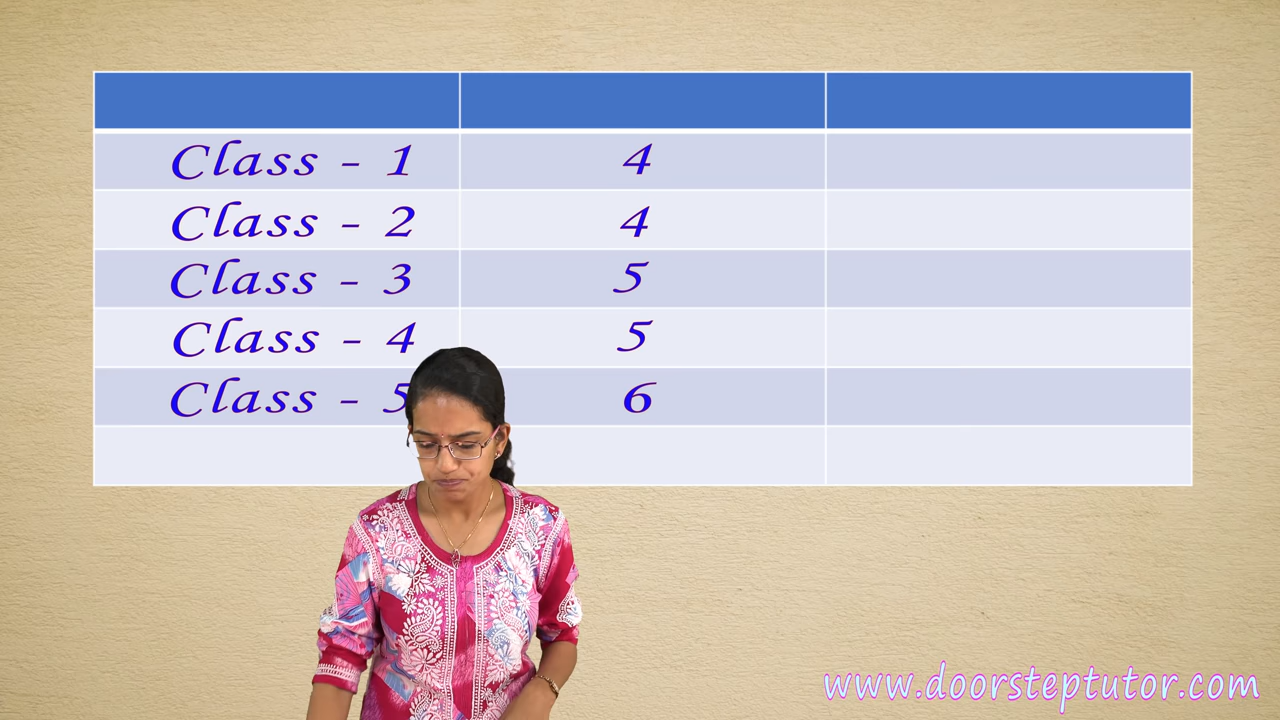 Class - 1 4
Class - 2 4
Class - 3 5
Class - 4 5
Class - 5 6
www.doorsteptutor.com